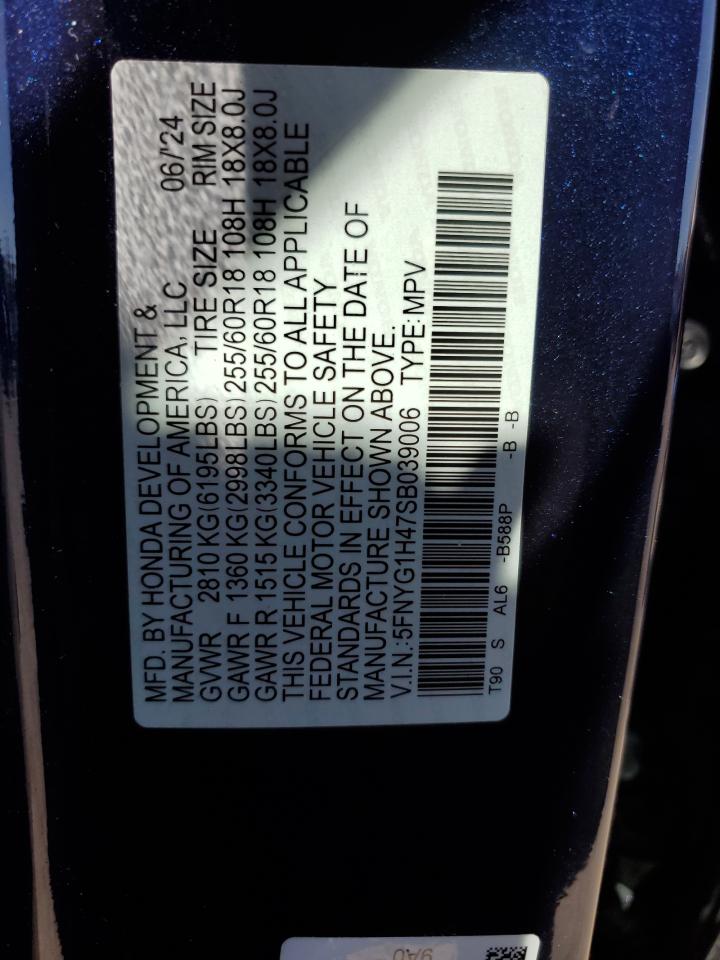 MFD. BY HONDA DEVELOPMENT &
MANUFACTURING OF AMERICA, LLC 06/'24
GVWR 2810 KG(6195LBS) TIRE SIZE RIM SIZE
GAWR F 1360 KG(2998LBS) 255/60R18 108H 18X8.0J
GAWR R 1515 KG(3340LBS) 255/60R18 108H 18X8.0J
THIS VEHICLE CONFORMS TO ALL APPLICABLE
FEDERAL MOTOR VEHICLE SAFETY
STANDARDS IN EFFECT ON THE DATE OF
MANUFACTURE SHOWN ABOVE.
V.I.N.:5FNYG1H47SB039006 TYPE:MPV
T90 S AL6 -B588P -B -B
9A0